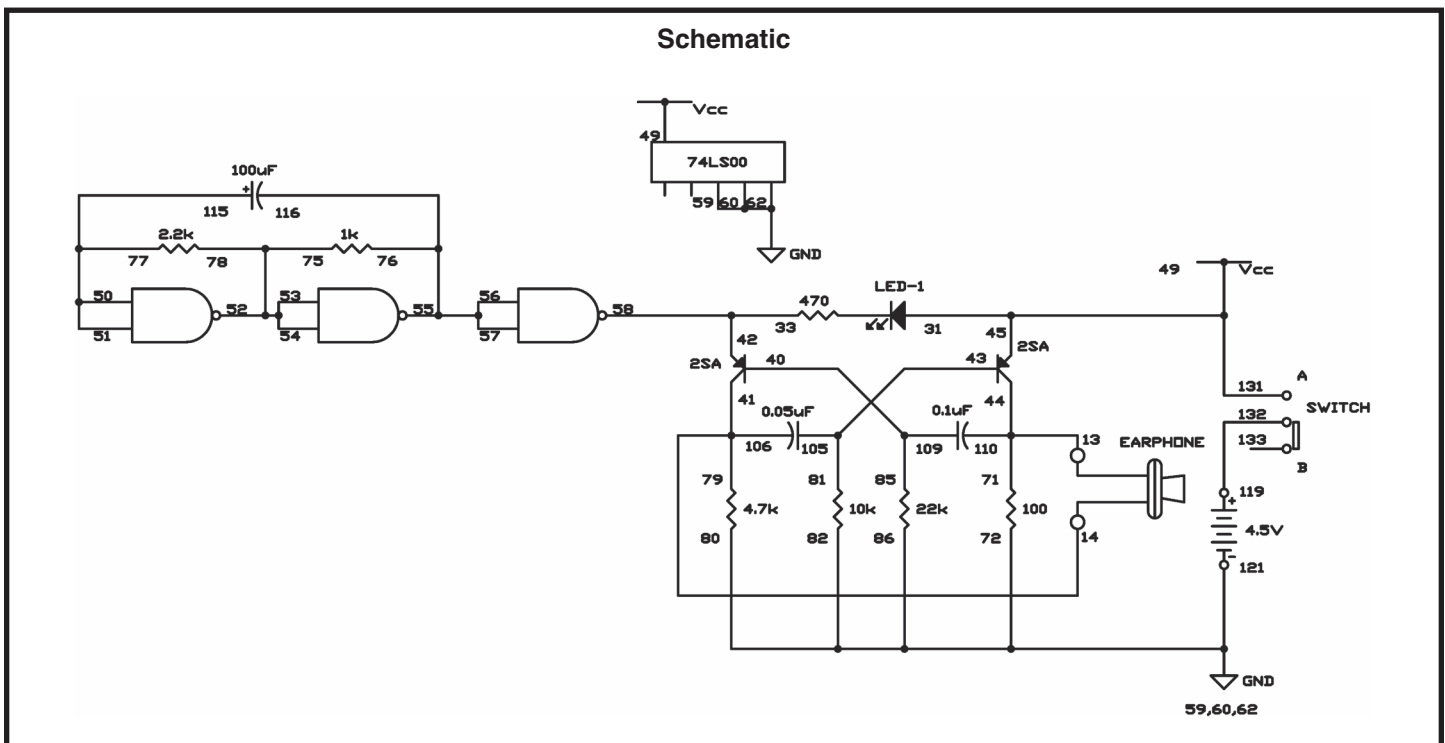 Schematic
Vcc
49
74LS00
59 60 62
GND
100uF
+
115 116
2.2k 1k
77 78 75 76
50 52 53 55 56 58
51 54 57
49 Vcc
LED-1
470
33 31
42 45
2SA 40 43 2SA
41 44
0.05uF 0.1uF
106 105 109 110 13 EARPHONE
131 A
132 SWITCH
133
B
79 81 85 71
4.7k 10k 22k 100
80 82 86 72 14
119
+
4.5V
-
121
GND
59,60,62